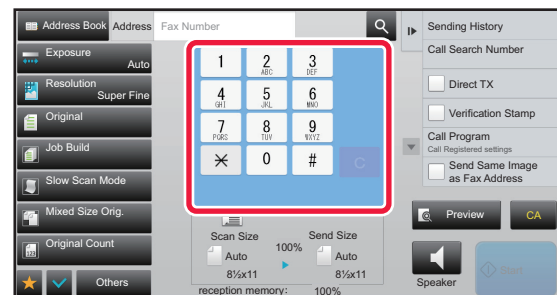 Address Book
Address
Fax Number
Sending History
Exposure
Auto
Resolution
Super Fine
Original
Job Build
Slow Scan Mode
Mixed Size Orig.
Original Count
Others
1
2
ABC
3
DEF
4
GHI
5
JKL
6
MNO
7
PQRS
8
TUV
9
WXYZ
0
#
C
Scan Size
100%
Send Size
Auto
Auto
8½x11
8½x11
reception memory: 100%
Call Search Number
Direct TX
Verification Stamp
Call Program
Call Registered settings
Send Same Image
as Fax Address
Preview
CA
Speaker
Start